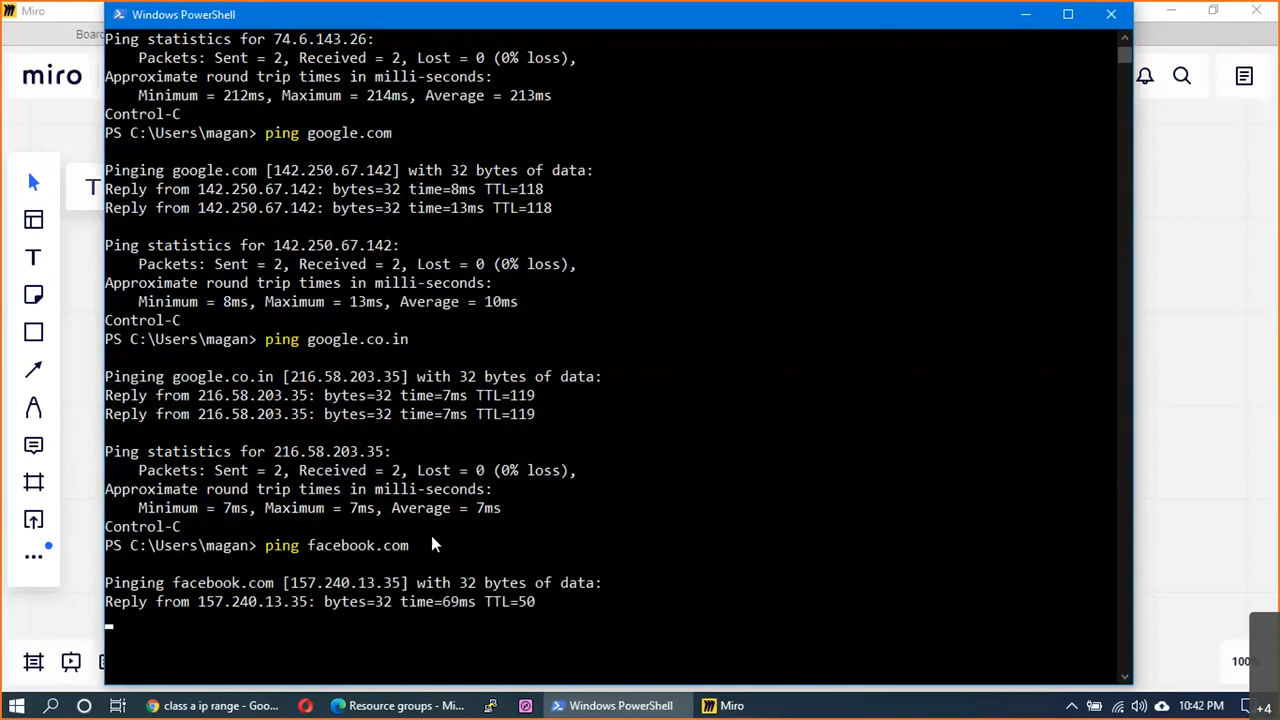 Miro
Windows PowerShell
Boar
miro
T
Ping statistics for 74.6.143.26:
Packets: Sent = 2, Received = 2, Lost = 0 (0% loss),
Approximate round trip times in milli-seconds:
Minimum = 212ms, Maximum = 214ms, Average = 213ms
Control-C
PS C:\Users\magan> ping google.com
Pinging google.com [142.250.67.142] with 32 bytes of data:
Reply from 142.250.67.142: bytes=32 time=8ms TTL=118
Reply from 142.250.67.142: bytes=32 time=13ms TTL=118
Ping statistics for 142.250.67.142:
Packets: Sent = 2, Received = 2, Lost = 0 (0% loss),
Approximate round trip times in milli-seconds:
Minimum = 8ms, Maximum = 13ms, Average = 10ms
Control-C
PS C:\Users\magan> ping google.co.in
Pinging google.co.in [216.58.203.35] with 32 bytes of data:
Reply from 216.58.203.35: bytes=32 time=7ms TTL=119
Reply from 216.58.203.35: bytes=32 time=7ms TTL=119
Ping statistics for 216.58.203.35:
Packets: Sent = 2, Received = 2, Lost = 0 (0% loss),
Approximate round trip times in milli-seconds:
Minimum = 7ms, Maximum = 7ms, Average = 7ms
Control-C
PS C:\Users\magan> ping facebook.com
Pinging facebook.com [157.240.13.35] with 32 bytes of data:
Reply from 157.240.13.35: bytes=32 time=69ms TTL=50
100%
class a ip range - Goo...
Resource groups - Mi...
Windows PowerShell
Miro
10:42 PM
+4